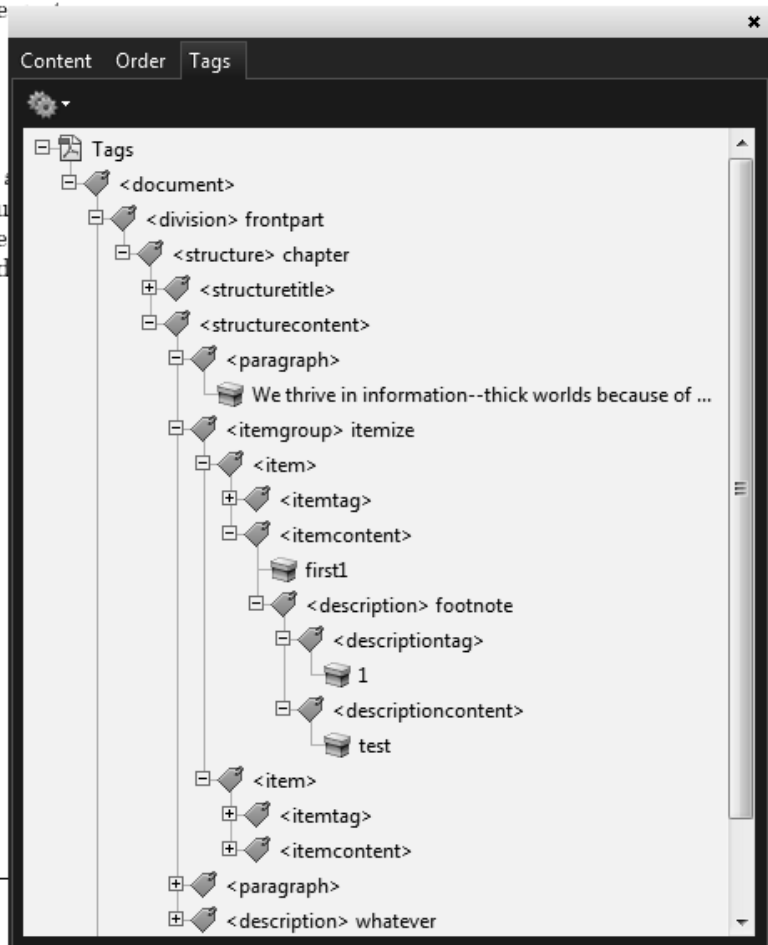 Content Order Tags
Tags
<document>
<division> frontpart
<structure> chapter
<structuretitle>
<structurecontent>
<paragraph>
We thrive in information--thick worlds because of ...
<itemgroup> itemize
<item>
<itemtag>
<itemcontent>
first1
<description> footnote
<descriptiontag>
1
<descriptioncontent>
test
<item>
<itemtag>
<itemcontent>
<paragraph>
<description> whatever